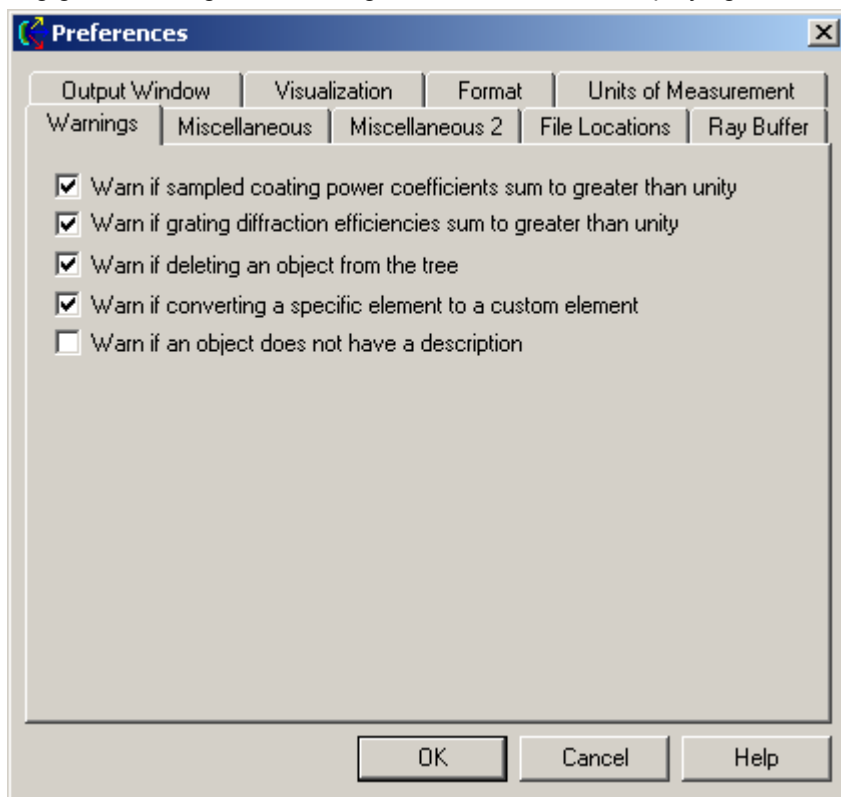 Preferences
Output Window Visualization Format Units of Measurement
Warnings Miscellaneous Miscellaneous 2 File Locations Ray Buffer
Warn if sampled coating power coefficients sum to greater than unity
Warn if grating diffraction efficiencies sum to greater than unity
Warn if deleting an object from the tree
Warn if converting a specific element to a custom element
Warn if an object does not have a description
OK Cancel Help